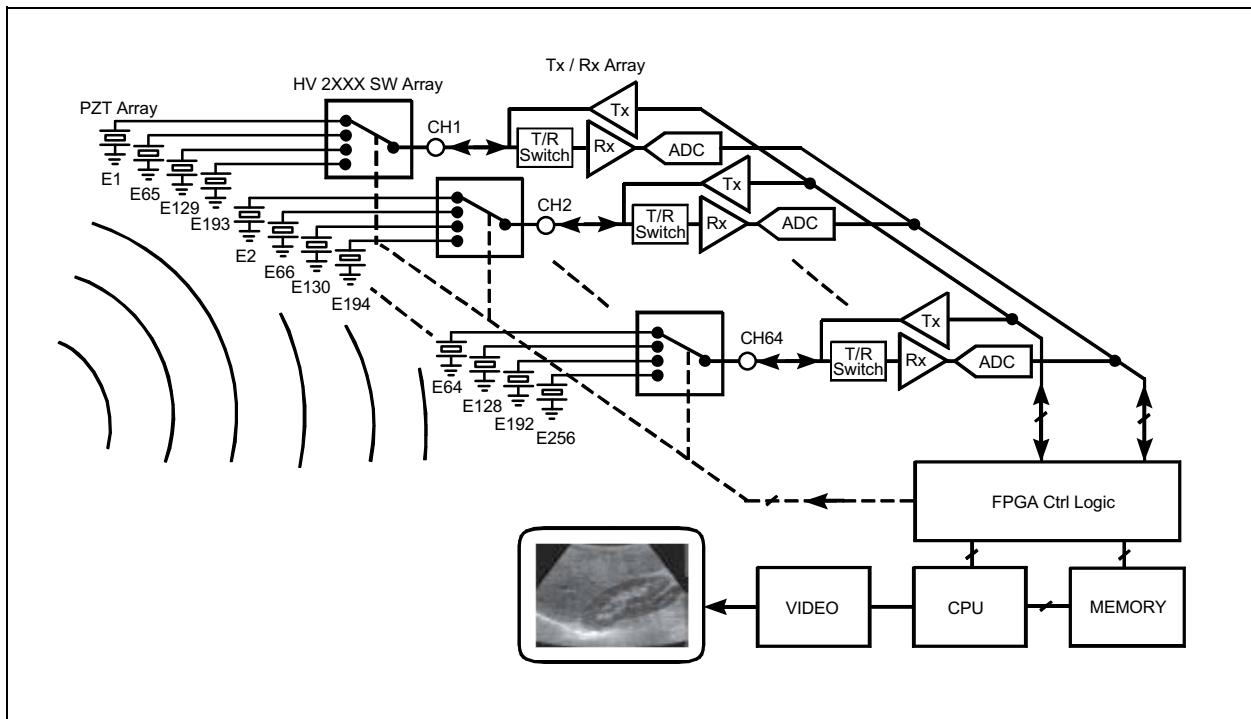 Tx / Rx Array
HV 2XXX SW Array
PZT Array
Tx
CH1
T/R
Switch
Rx
ADC
E1
E65
E129
E193
Tx
CH2
T/R
Switch
Rx
ADC
E2
E66
E130
E194
Tx
CH64
T/R
Switch
Rx
ADC
E64
E128
E192
E256
FPGA Ctrl Logic
VIDEO
CPU
MEMORY